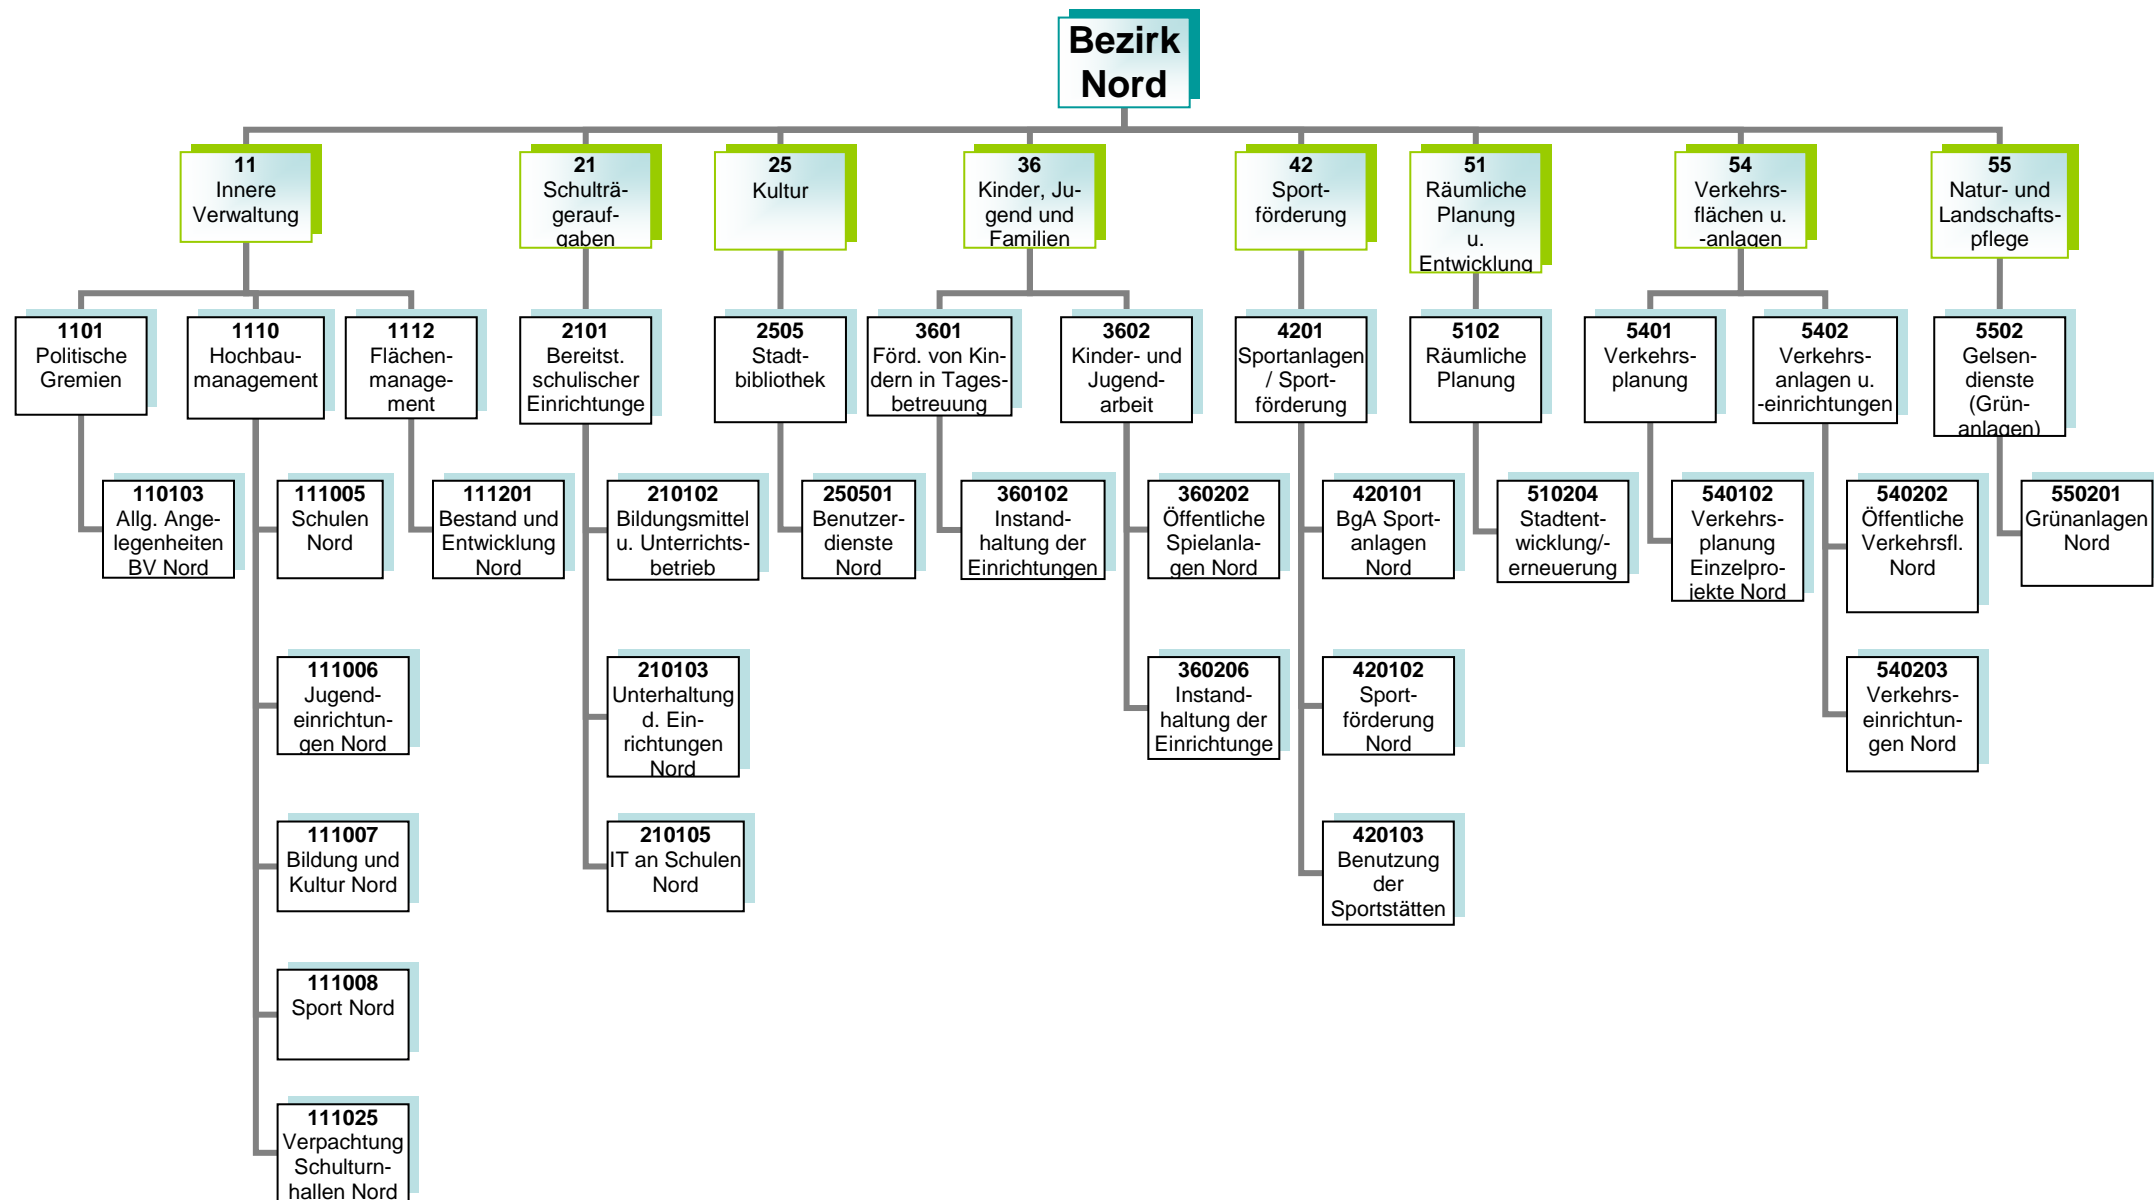 Bezirk
Nord
11
Innere
Verwaltung
21
Schulträ-
gerauf-
gaben
25
Kultur
36
Kinder, Ju-
gend und
Familien
42
Sport-
förderung
51
Räumliche
Planung
u.
Entwicklung
54
Verkehrs-
flächen u.
-anlagen
55
Natur- und
Landschafts-
pflege
1101
Politische
Gremien
1110
Hochbau-
management
1112
Flächen-
manage-
ment
2101
Bereitst.
schulischer
Einrichtunge
2505
Stadt-
bibliothek
3601
Förd. von Kin-
dern in Tages-
betreuung
3602
Kinder- und
Jugend-
arbeit
4201
Sportanlagen
/ Sport-
förderung
5102
Räumliche
Planung
5401
Verkehrs-
planung
5402
Verkehrs-
anlagen u.
-einrichtungen
5502
Gelsen-
dienste
(Grün-
anlagen)
110103
Allg. Ange-
legenheiten
BV Nord
111005
Schulen
Nord
111201
Bestand und
Entwicklung
Nord
210102
Bildungsmittel
u. Unterrichts-
betrieb
250501
Benutzer-
dienste
Nord
360102
Instand-
haltung der
Einrichtungen
360202
Öffentliche
Spielanla-
gen Nord
420101
BgA Sport-
anlagen
Nord
510204
Stadtent-
wicklung/-
erneuerung
540102
Verkehrs-
planung
Einzelpro-
jekte Nord
540202
Öffentliche
Verkehrsfl.
Nord
550201
Grünanlagen
Nord
111006
Jugend-
einrichtun-
gen Nord
210103
Unterhaltung
d. Ein-
richtungen
Nord
360206
Instand-
haltung der
Einrichtunge
420102
Sport-
förderung
Nord
540203
Verkehrs-
einrichtun-
gen Nord
111007
Bildung und
Kultur Nord
210105
IT an Schulen
Nord
420103
Benutzung
der
Sportstätten
111008
Sport Nord
111025
Verpachtung
Schulturn-
hallen Nord